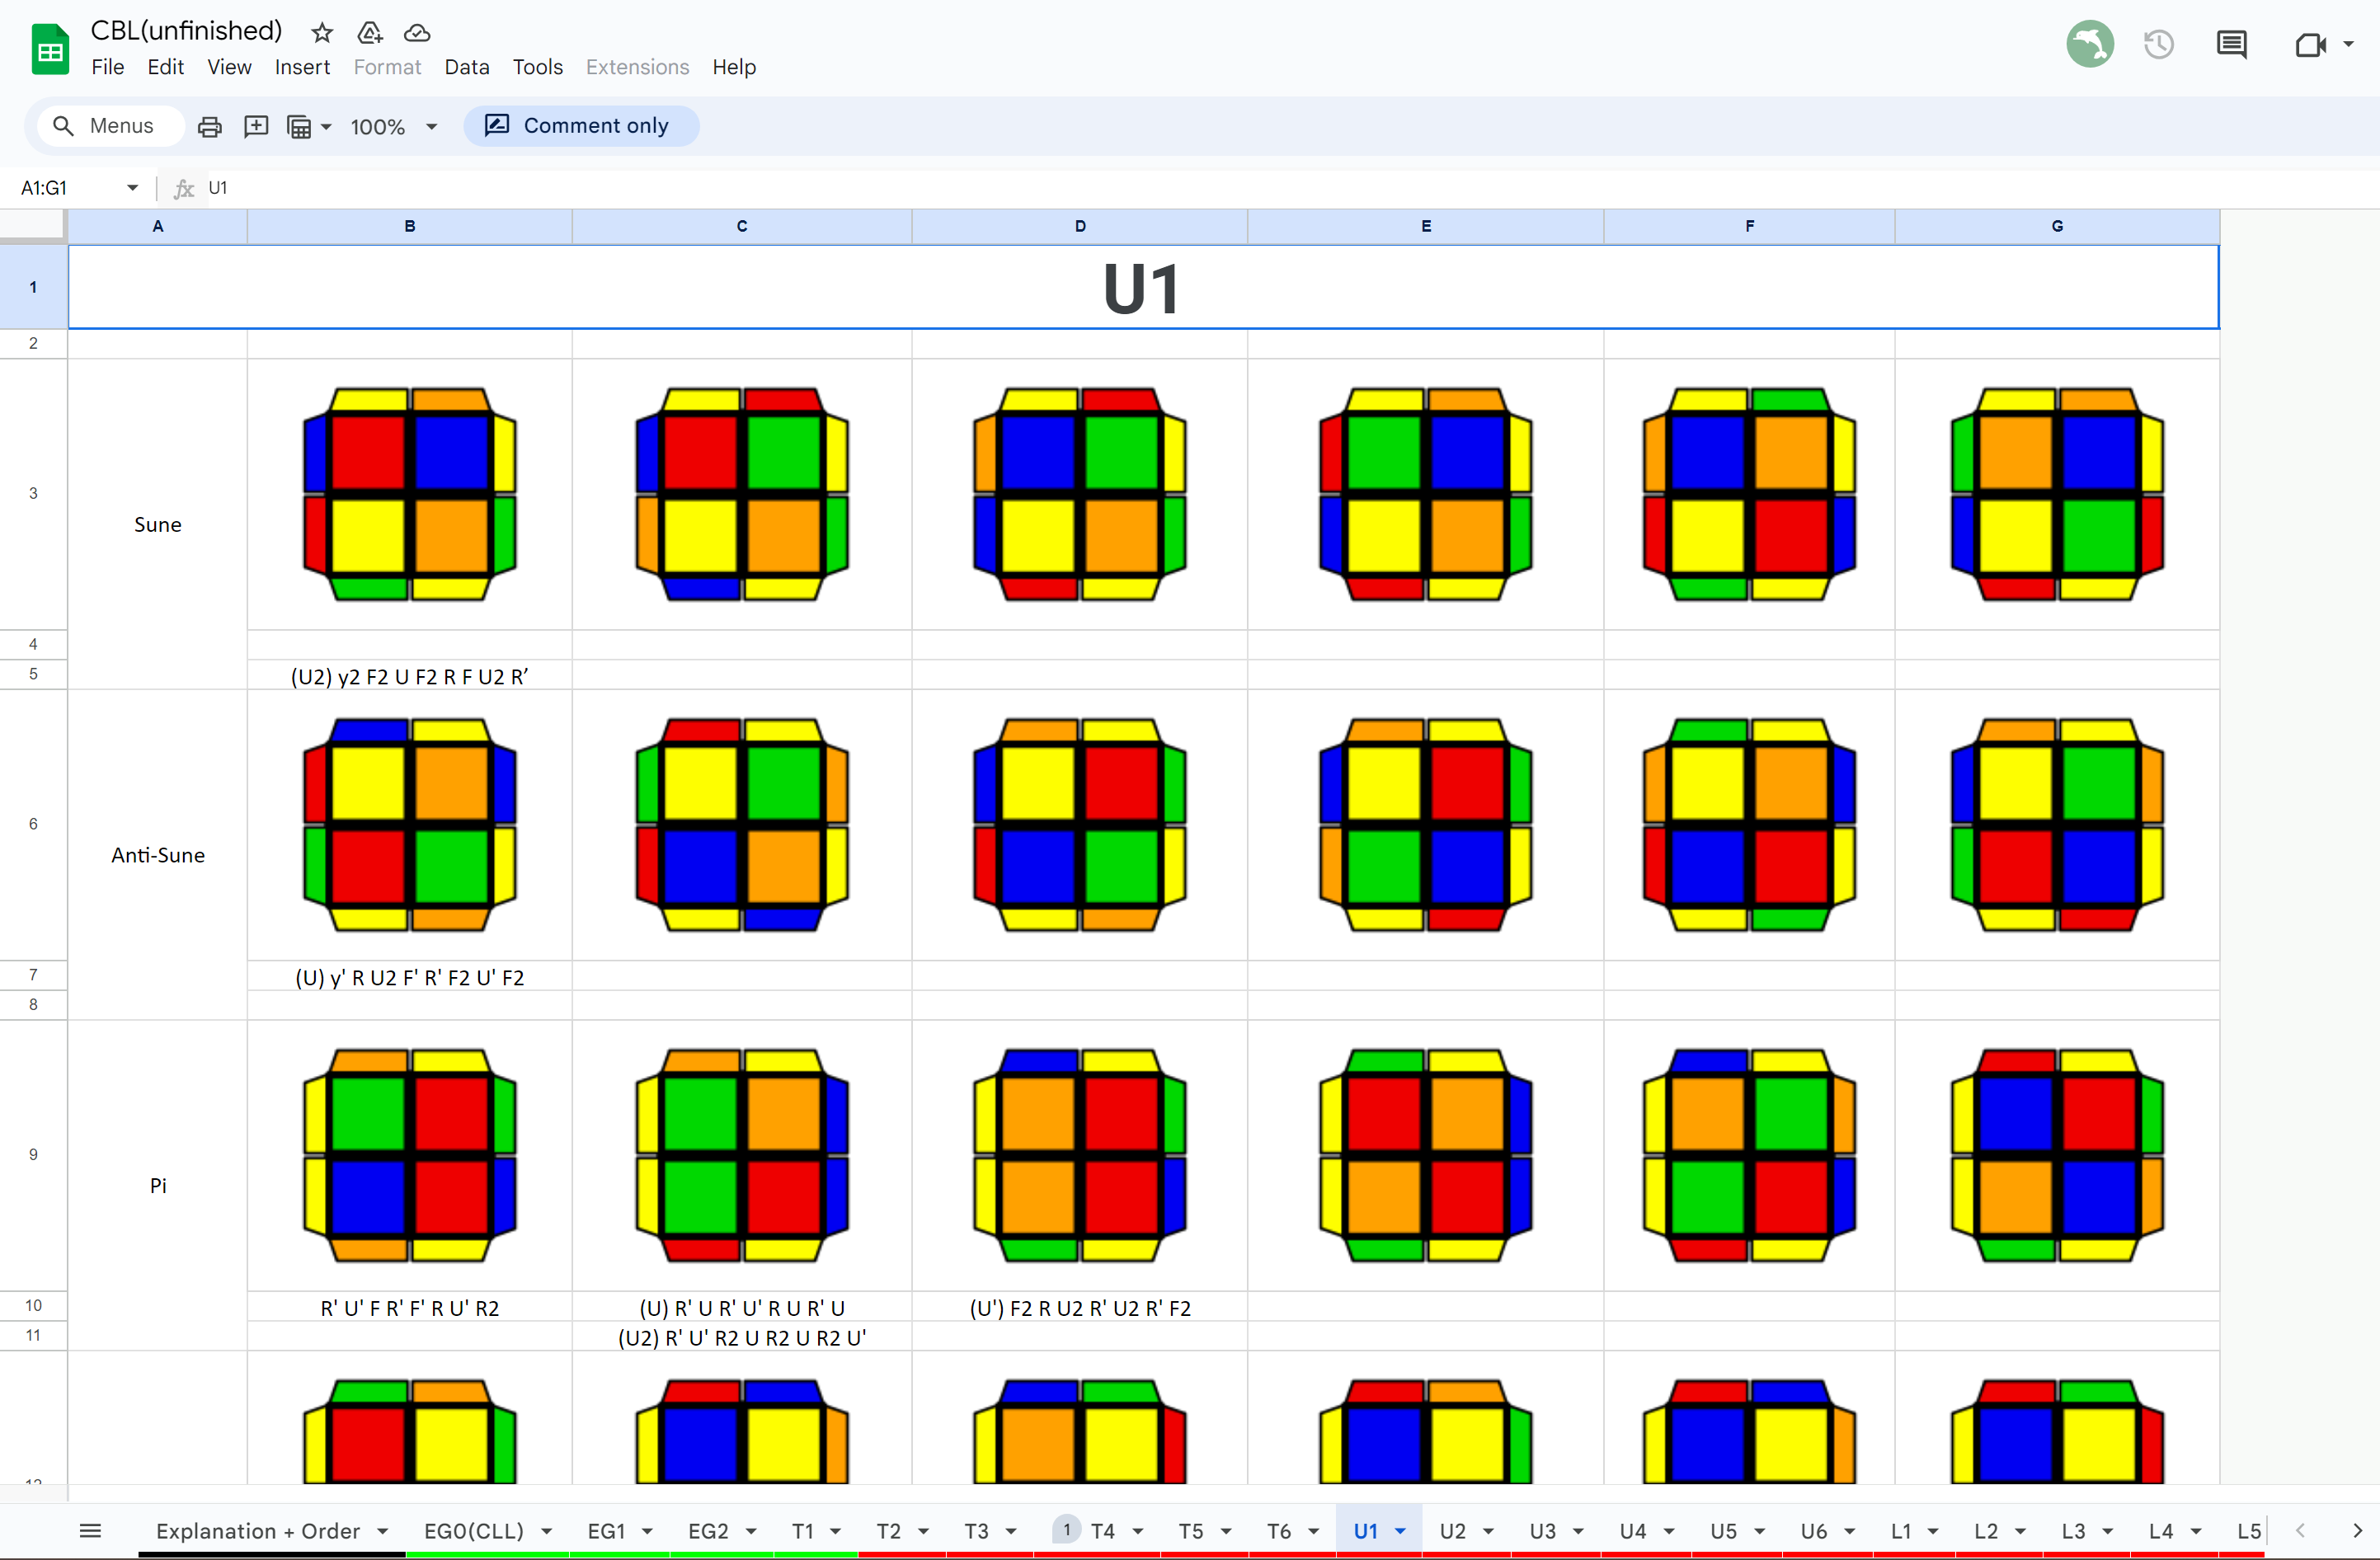 CBL(unfinished)
File Edit View Insert Format Data Tools Extensions Help
Menus 100% Comment only
A1:G1 fx U1
A B C D E F G
1 U1
2
3 Sune
4
5 (U2) y2 F2 U F2 R F U2 R’
6 Anti-Sune
7 (U) y' R U2 F' R' F2 U' F2
8
9 Pi
10 R' U' F R' F' R U' R2 (U) R' U R' U' R U R' U (U') F2 R U2 R' U2 R' F2
11 (U2) R' U' R2 U R2 U R2 U'
Explanation + Order EG0(CLL) EG1 EG2 T1 T2 T3 1 T4 T5 T6 U1 U2 U3 U4 U5 U6 L1 L2 L3 L4 L5